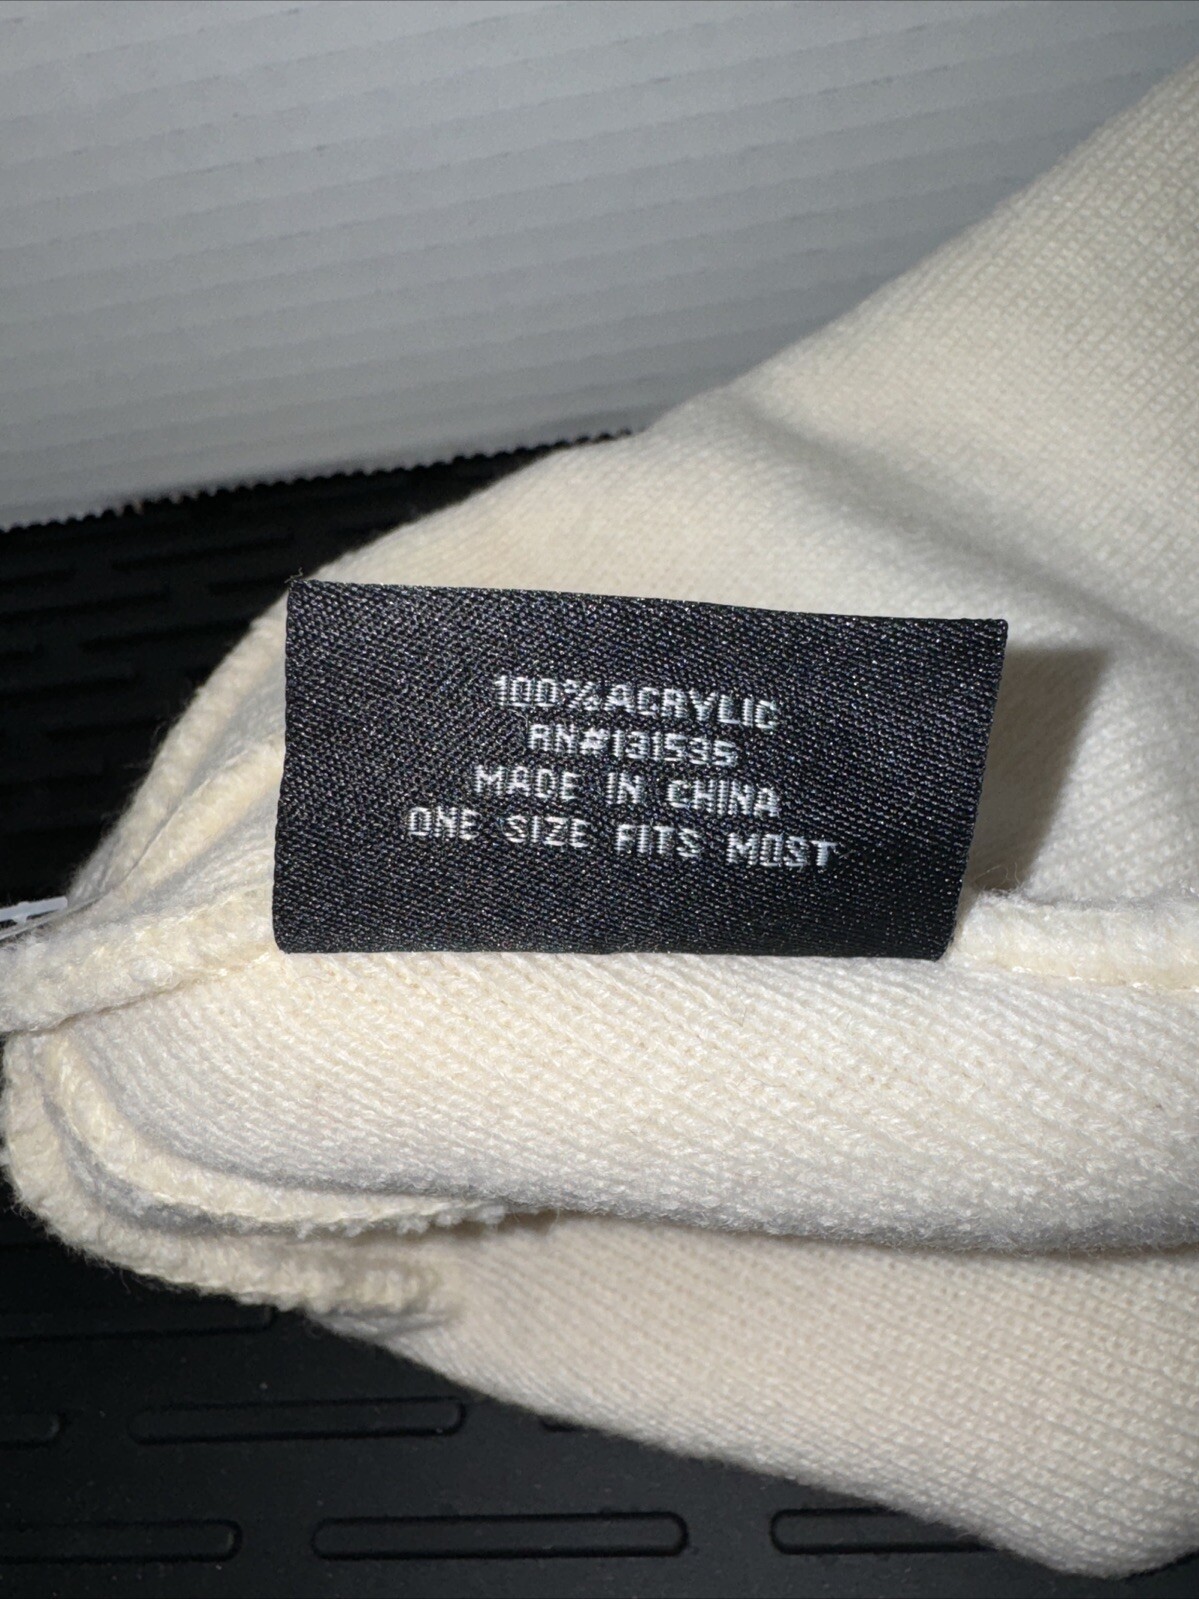 100%ACRYLIC
RN#131535
MADE IN CHINA
ONE SIZE FITS MOST